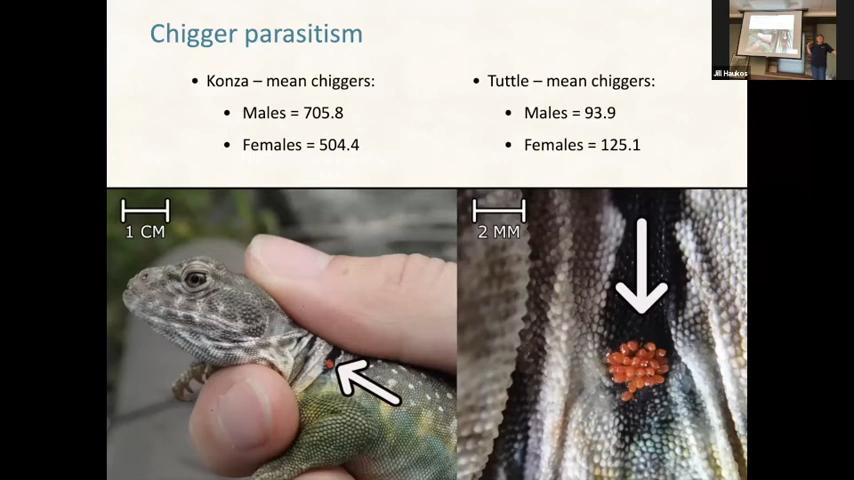 Chigger parasitism
• Konza – mean chiggers:
• Males = 705.8
• Females = 504.4
• Tuttle – mean chiggers:
• Males = 93.9
• Females = 125.1
1 CM
2 MM
Jill Haukos